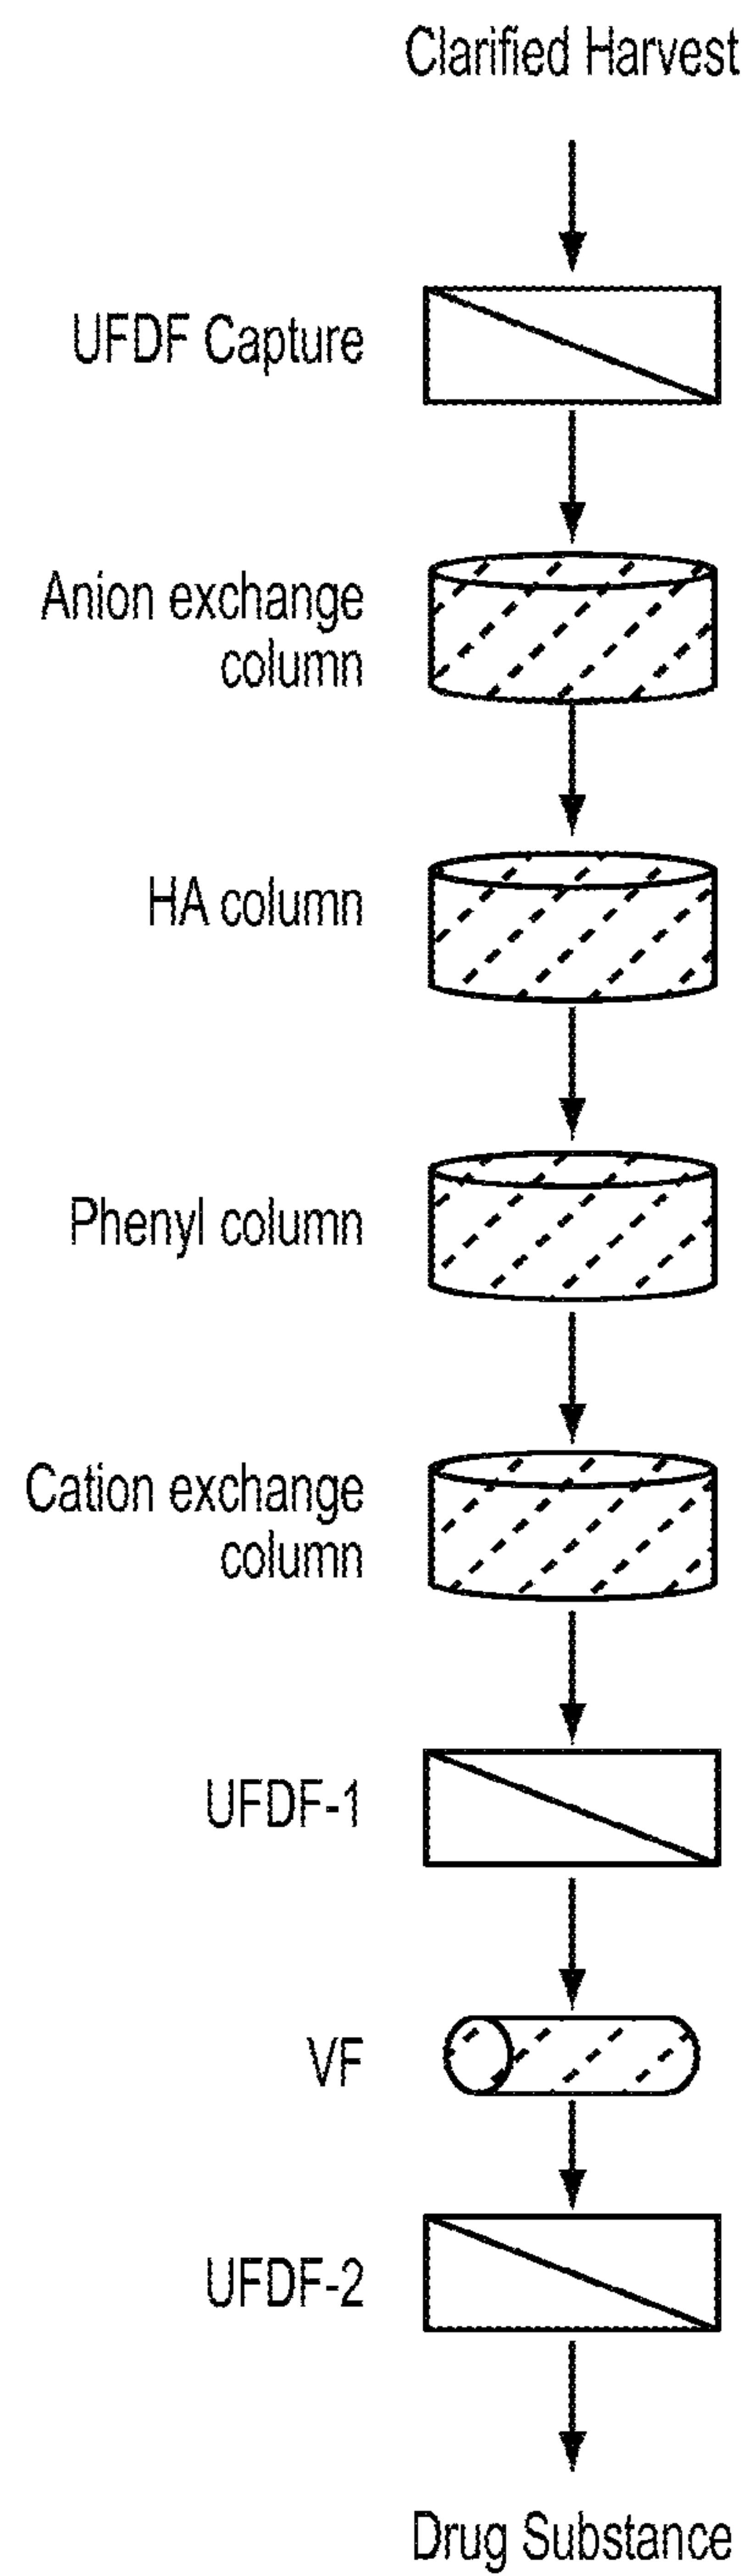 Clarified Harvest
UFDF Capture
Anion exchange
column
HA column
Phenyl column
Cation exchange
column
UFDF-1
VF
UFDF-2
Drug Substance